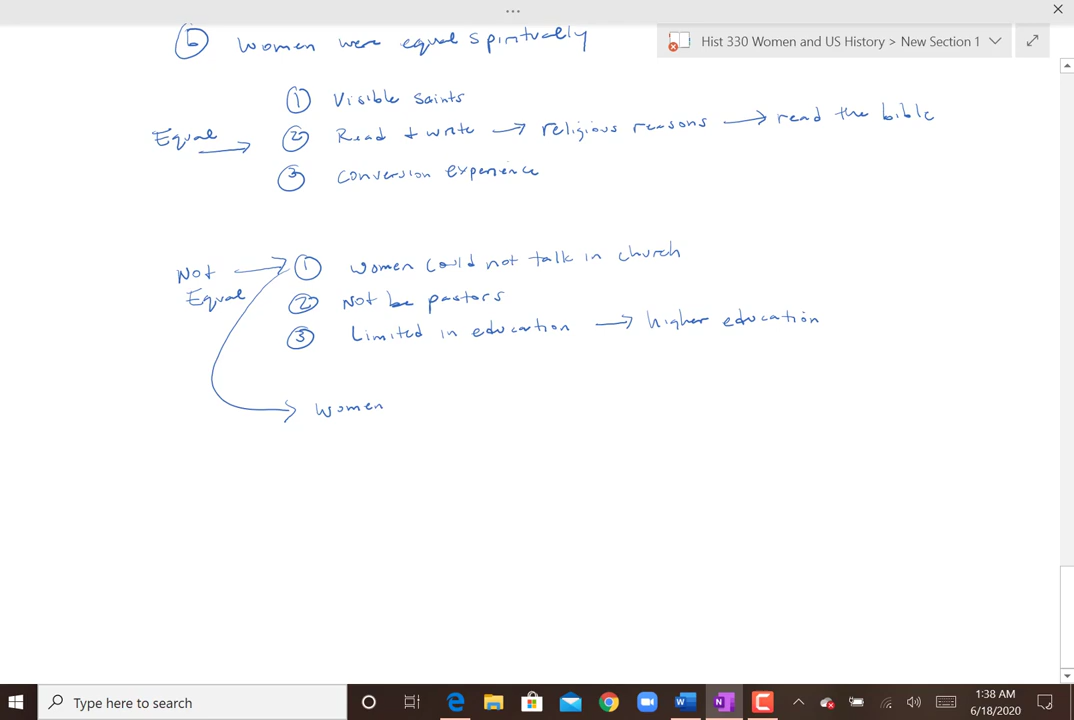 Hist 330 Women and US History > New Section 1
6 Women were equal spiritually
1 Visible saints
Equal → 2 Read + write → religious reasons → read the bible
3 conversion experience
Not Equal → 1 Women could not talk in church
2 Not be pastors
3 Limited in education → higher education
→ Women
Type here to search
1:38 AM
6/18/2020